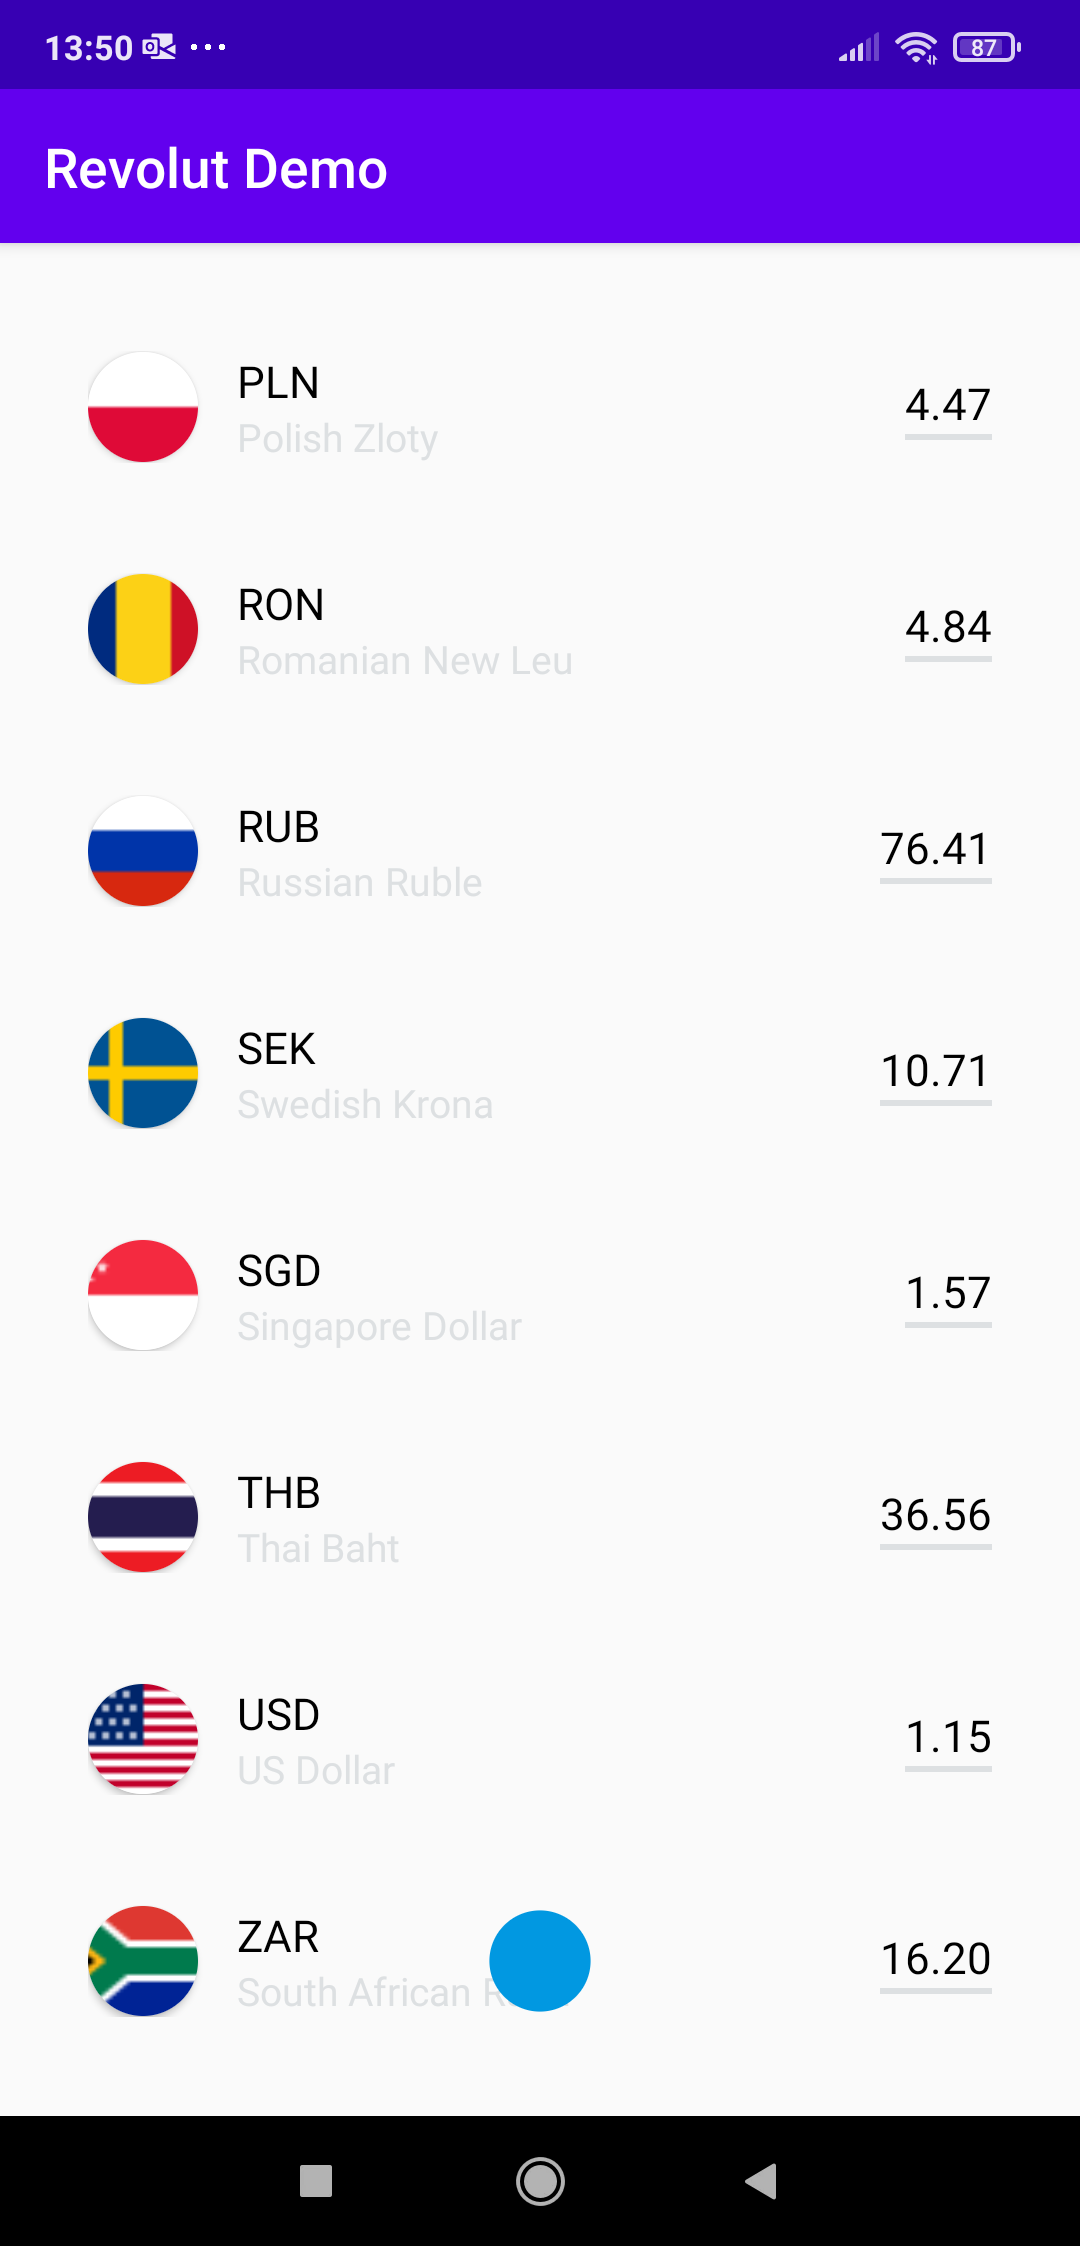 13:50
87
Revolut Demo
PLN
Polish Zloty
4.47
RON
Romanian New Leu
4.84
RUB
Russian Ruble
76.41
SEK
Swedish Krona
10.71
SGD
Singapore Dollar
1.57
THB
Thai Baht
36.56
USD
US Dollar
1.15
ZAR
South African
16.20